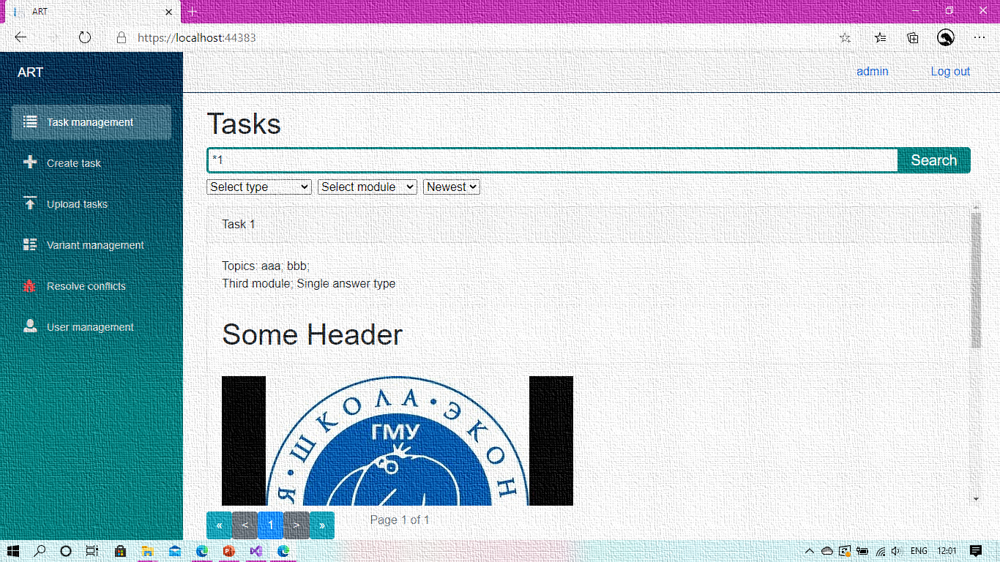 ART
https://localhost:44383
ART
admin
Log out
Task management
Create task
Upload tasks
Variant management
Resolve conflicts
User management
Tasks
*1
Search
Select type
Select module
Newest
Task 1
Topics: aaa; bbb;
Third module; Single answer type
Some Header
Я • ШКОЛА • ЭКОН
ГМУ
« < 1 > »
Page 1 of 1
ENG
12:01